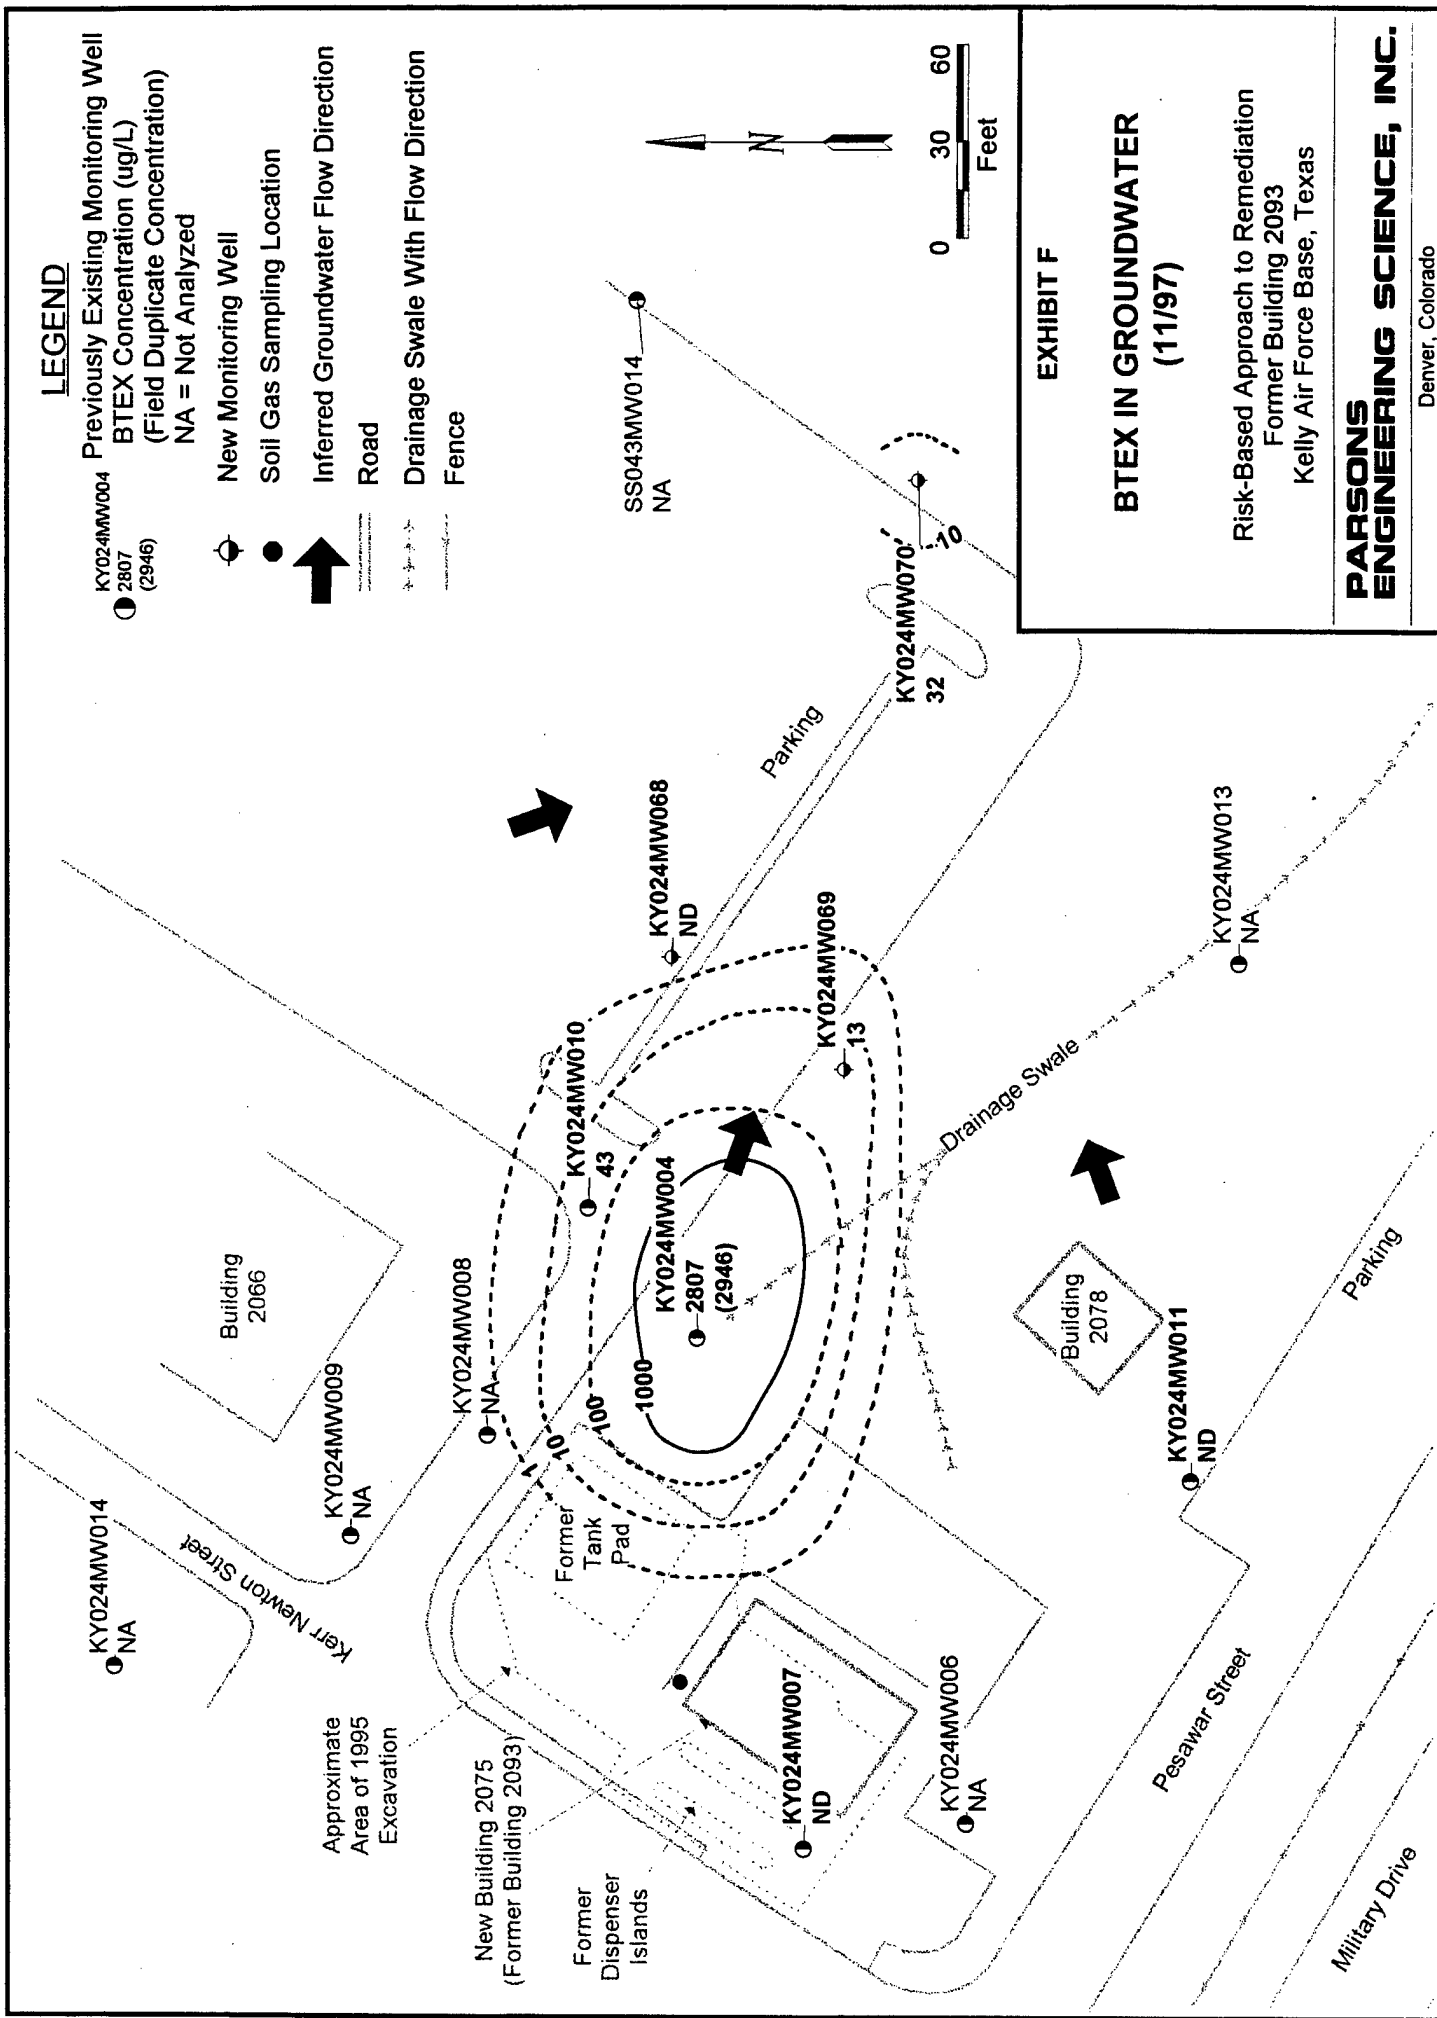 LEGEND
KY024MW004
2807
(2946)
Previously Existing Monitoring Well
BTEX Concentration (ug/L)
(Field Duplicate Concentration)
NA = Not Analyzed
New Monitoring Well
Soil Gas Sampling Location
Inferred Groundwater Flow Direction
Road
Drainage Swale With Flow Direction
Fence
KY024MW014
NA
Kerr Newton Street
KY024MW009
NA
Building
2066
KY024MW008
NA
Approximate
Area of 1995
Excavation
New Building 2075
(Former Building 2093)
Former
Dispenser
Islands
Former
Tank
Pad
1
10
100
1000
KY024MW010
43
KY024MW004
2807
(2946)
KY024MW068
ND
Parking
SS043MW014
NA
N
0
30
60
Feet
KY024MW007
ND
KY024MW006
NA
KY024MW069
13
KY024MW070
32
10
Drainage Swale
Building
2078
KY024MW011
ND
KY024MW013
NA
Parking
Pesawar Street
Military Drive
EXHIBIT F
BTEX IN GROUNDWATER
(11/97)
Risk-Based Approach to Remediation
Former Building 2093
Kelly Air Force Base, Texas
PARSONS
ENGINEERING SCIENCE, INC.
Denver, Colorado